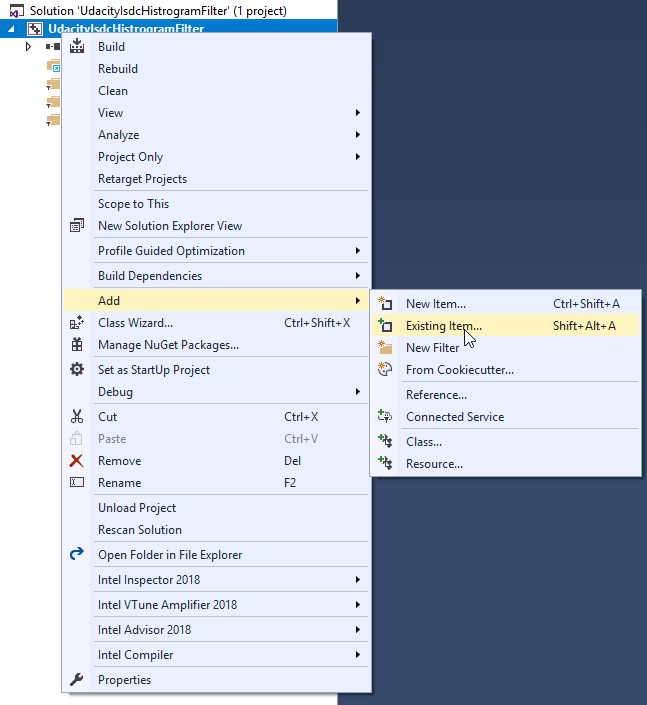 Solution 'UdacityIsdcHistrogramFilter' (1 project)
UdacityIsdcHistrogramFilter
Build
Rebuild
Clean
View
Analyze
Project Only
Retarget Projects
Scope to This
New Solution Explorer View
Profile Guided Optimization
Build Dependencies
Add
Class Wizard... Ctrl+Shift+X
Manage NuGet Packages...
Set as StartUp Project
Debug
Cut Ctrl+X
Paste Ctrl+V
Remove Del
Rename F2
Unload Project
Rescan Solution
Open Folder in File Explorer
Intel Inspector 2018
Intel VTune Amplifier 2018
Intel Advisor 2018
Intel Compiler
Properties
New Item... Ctrl+Shift+A
Existing Item... Shift+Alt+A
New Filter
From Cookiecutter...
Reference...
Connected Service
Class...
Resource...